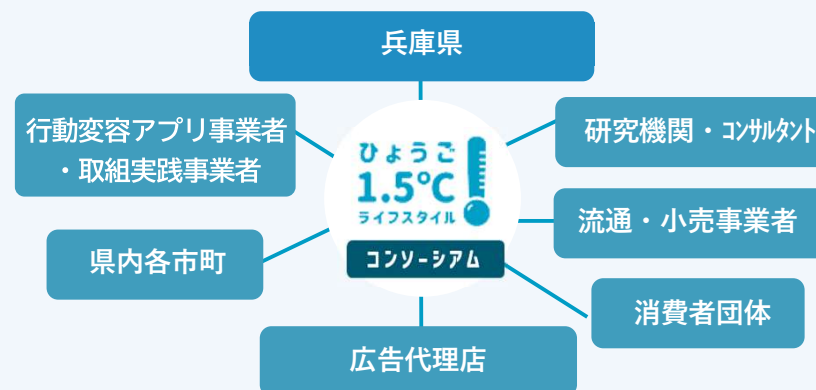 兵庫県
行動変容アプリ事業者
・取組実践事業者
研究機関・ｺﾝｻﾙﾀﾝﾄ
ひょうご
1.5℃
ライフスタイル
コンソーシアム
流通・小売事業者
県内各市町
消費者団体
広告代理店